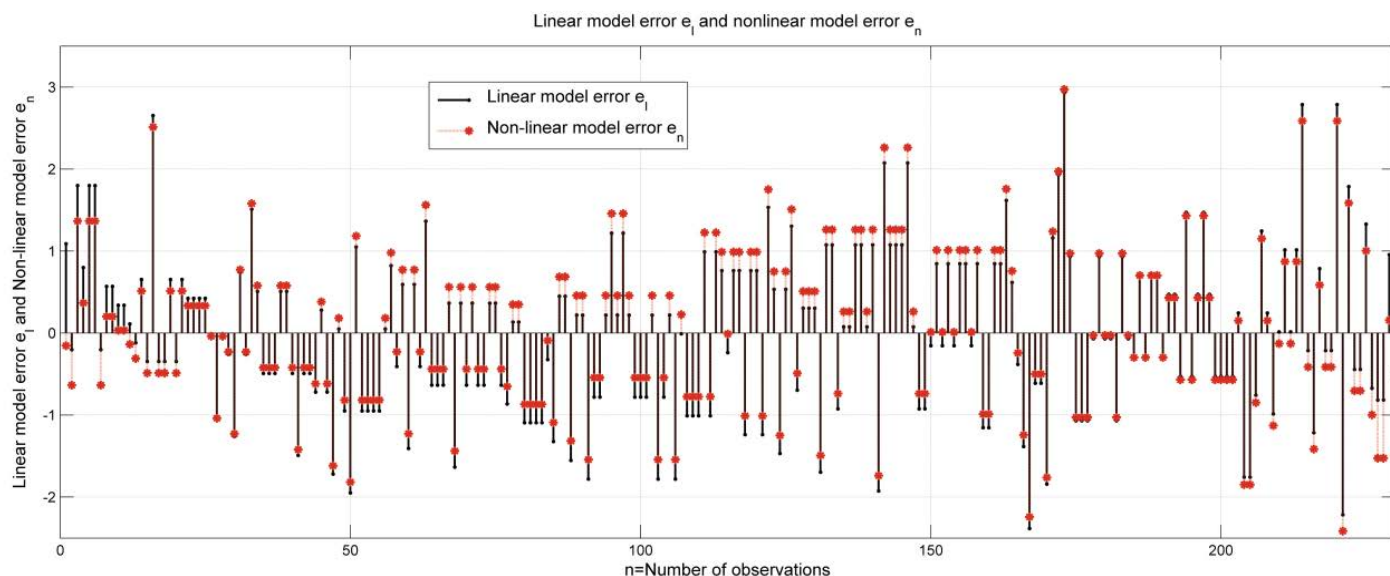 Linear model error e_l and nonlinear model error e_n
Linear model error e_l and Non-linear model error e_n
3
2
1
0
-1
-2
Linear model error e_l
Non-linear model error e_n
0 50 100 150 200
n=Number of observations